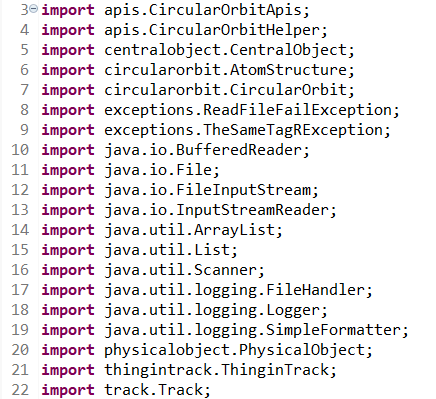 3 import apis.CircularOrbitApis;
4 import apis.CircularOrbitHelper;
5 import centralobject.CentralObject;
6 import circularorbit.AtomStructure;
7 import circularorbit.CircularOrbit;
8 import exceptions.ReadFileFailException;
9 import exceptions.TheSameTagRException;
10 import java.io.BufferedReader;
11 import java.io.File;
12 import java.io.FileInputStream;
13 import java.io.InputStreamReader;
14 import java.util.ArrayList;
15 import java.util.List;
16 import java.util.Scanner;
17 import java.util.logging.FileHandler;
18 import java.util.logging.Logger;
19 import java.util.logging.SimpleFormatter;
20 import physicalobject.PhysicalObject;
21 import thingintrack.ThinginTrack;
22 import track.Track;